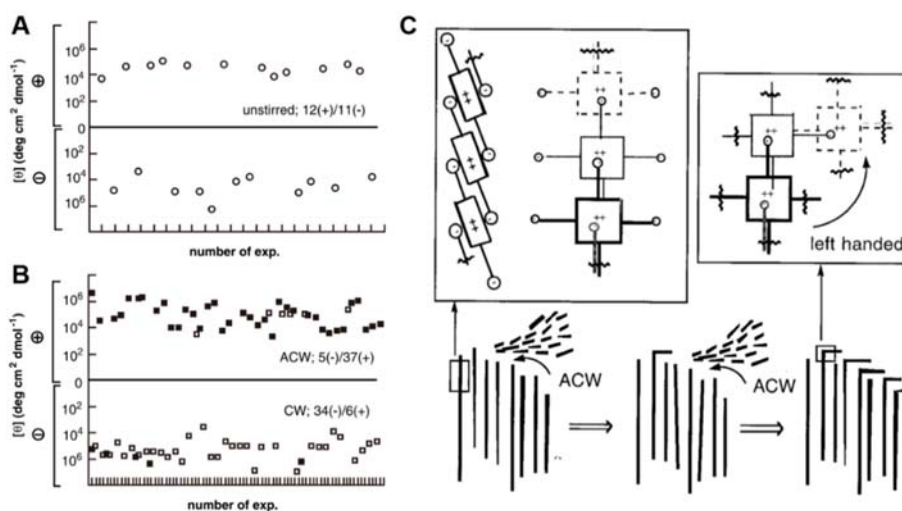 A
[θ] (deg cm² dmol⁻¹)
⊕
⊖
10⁶
10⁴
10²
0
10²
10⁴
10⁶
unstirred; 12(+)/11(-)
number of exp.
B
[θ] (deg cm² dmol⁻¹)
⊕
⊖
10⁶
10⁴
10²
0
10²
10⁴
10⁶
ACW; 5(-)/37(+)
CW; 34(-)/6(+)
number of exp.
C
++
++
++
++
++
++
++
++
++
left handed
ACW
ACW